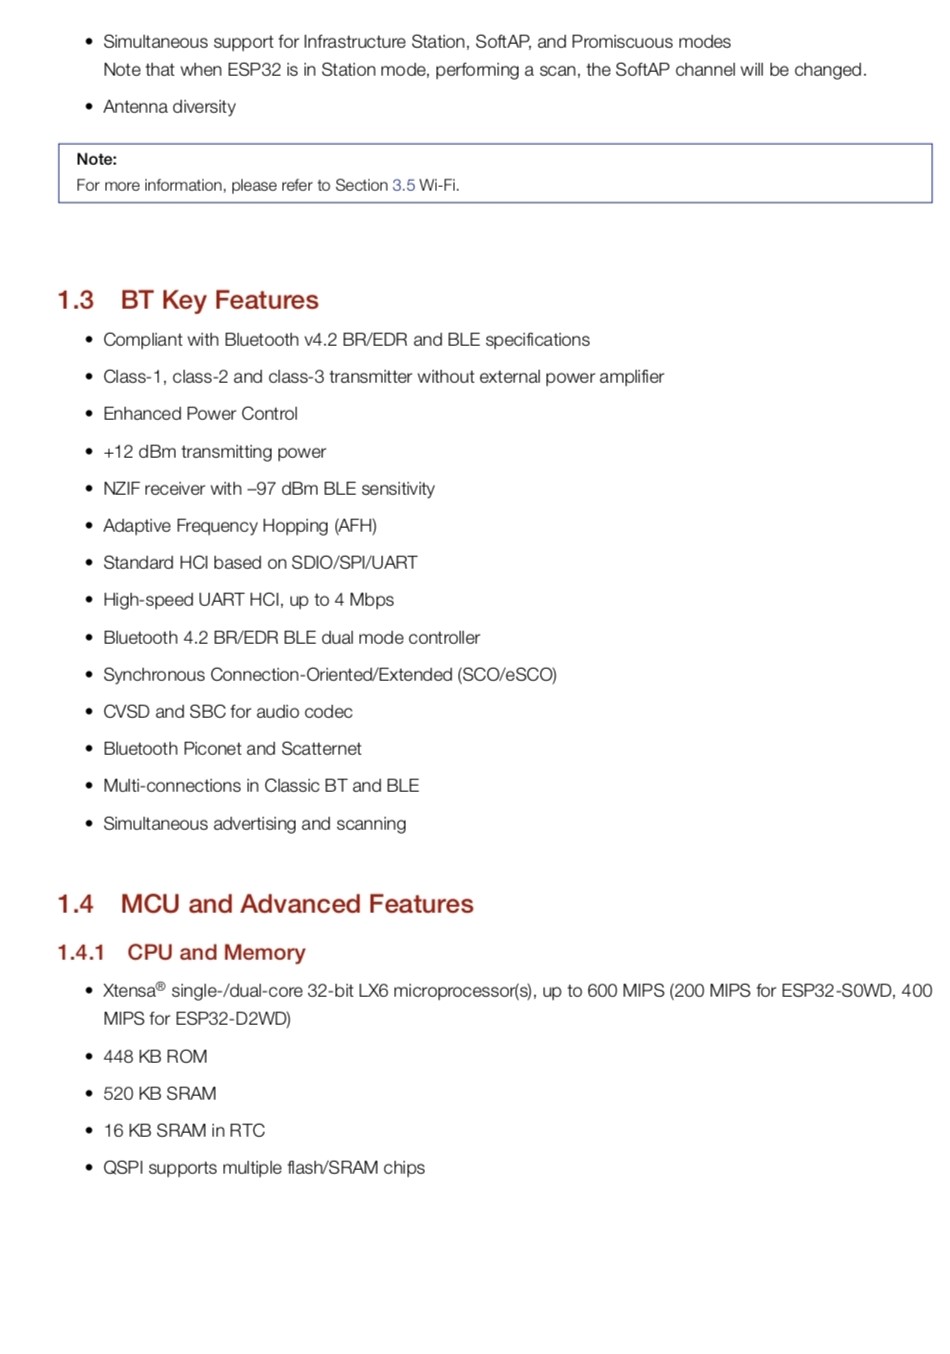 • Simultaneous support for Infrastructure Station, SoftAP, and Promiscuous modes
Note that when ESP32 is in Station mode, performing a scan, the SoftAP channel will be changed.
• Antenna diversity
Note:
For more information, please refer to Section 3.5 Wi-Fi.
1.3 BT Key Features
• Compliant with Bluetooth v4.2 BR/EDR and BLE specifications
• Class-1, class-2 and class-3 transmitter without external power amplifier
• Enhanced Power Control
• +12 dBm transmitting power
• NZIF receiver with –97 dBm BLE sensitivity
• Adaptive Frequency Hopping (AFH)
• Standard HCI based on SDIO/SPI/UART
• High-speed UART HCI, up to 4 Mbps
• Bluetooth 4.2 BR/EDR BLE dual mode controller
• Synchronous Connection-Oriented/Extended (SCO/eSCO)
• CVSD and SBC for audio codec
• Bluetooth Piconet and Scatternet
• Multi-connections in Classic BT and BLE
• Simultaneous advertising and scanning
1.4 MCU and Advanced Features
1.4.1 CPU and Memory
• Xtensa® single-/dual-core 32-bit LX6 microprocessor(s), up to 600 MIPS (200 MIPS for ESP32-S0WD, 400
MIPS for ESP32-D2WD)
• 448 KB ROM
• 520 KB SRAM
• 16 KB SRAM in RTC
• QSPI supports multiple flash/SRAM chips